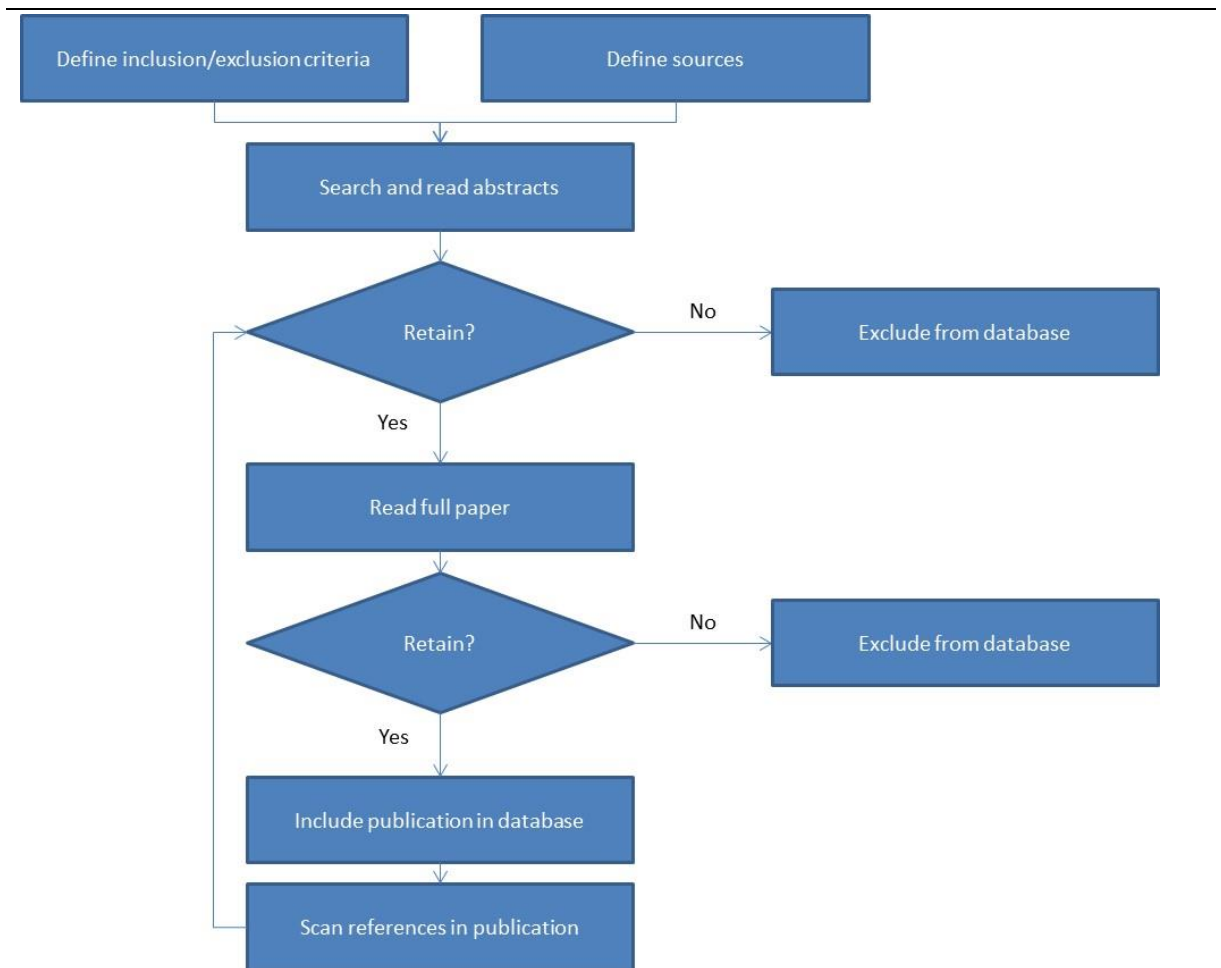 Define inclusion/exclusion criteria
Define sources
Search and read abstracts
Retain?
No
Exclude from database
Yes
Read full paper
Retain?
No
Exclude from database
Yes
Include publication in database
Scan references in publication